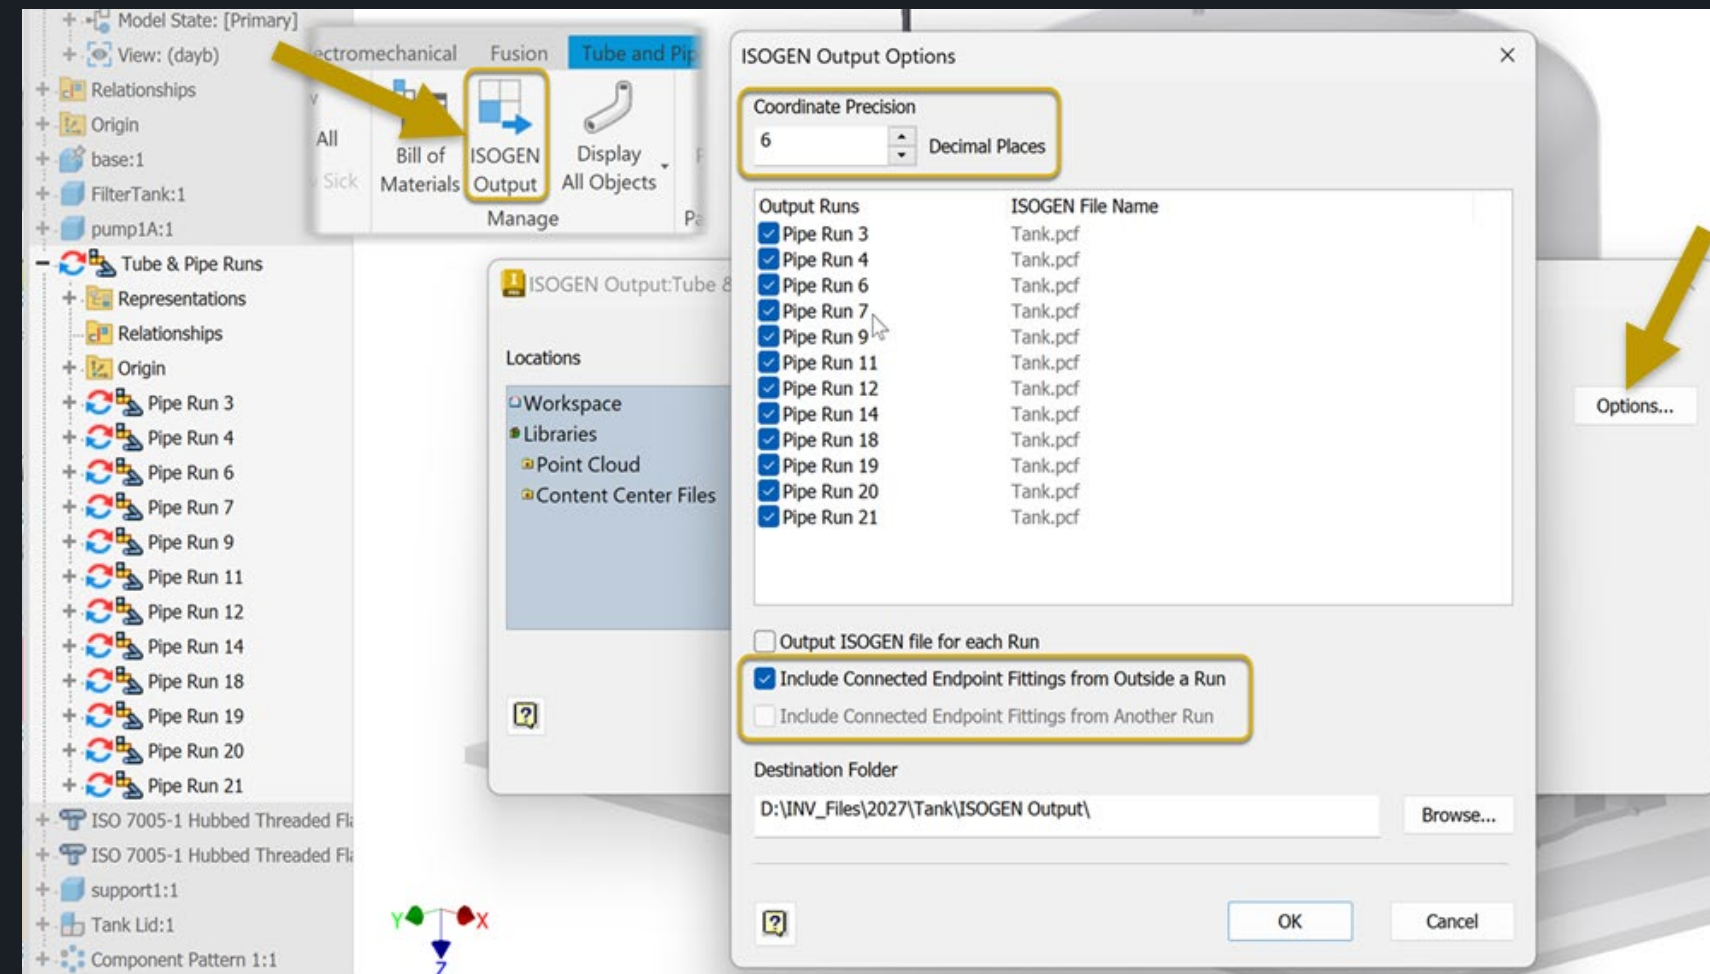 Model State: [Primary]
View: (dayb)
Relationships
Origin
base:1
FilterTank:1
pump1A:1
Tube & Pipe Runs
Representations
Relationships
Origin
Pipe Run 3
Pipe Run 4
Pipe Run 6
Pipe Run 7
Pipe Run 9
Pipe Run 11
Pipe Run 12
Pipe Run 14
Pipe Run 18
Pipe Run 19
Pipe Run 20
Pipe Run 21
ISO 7005-1 Hubbed Threaded Fla
ISO 7005-1 Hubbed Threaded Fla
support1:1
Tank Lid:1
Component Pattern 1:1
ectromechanical Fusion Tube and Pip
All
Sick
Bill of
Materials
ISOGEN
Output
Display
All Objects
Manage
Pa
ISOGEN Output:Tube &
Locations
Workspace
Libraries
Point Cloud
Content Center Files
Options...
ISOGEN Output Options
Coordinate Precision
6 Decimal Places
Output Runs ISOGEN File Name
Pipe Run 3 Tank.pcf
Pipe Run 4 Tank.pcf
Pipe Run 6 Tank.pcf
Pipe Run 7 Tank.pcf
Pipe Run 9 Tank.pcf
Pipe Run 11 Tank.pcf
Pipe Run 12 Tank.pcf
Pipe Run 14 Tank.pcf
Pipe Run 18 Tank.pcf
Pipe Run 19 Tank.pcf
Pipe Run 20 Tank.pcf
Pipe Run 21 Tank.pcf
Output ISOGEN file for each Run
Include Connected Endpoint Fittings from Outside a Run
Include Connected Endpoint Fittings from Another Run
Destination Folder
D:\INV_Files\2027\Tank\ISOGEN Output\
Browse...
OK Cancel
Y X
Z